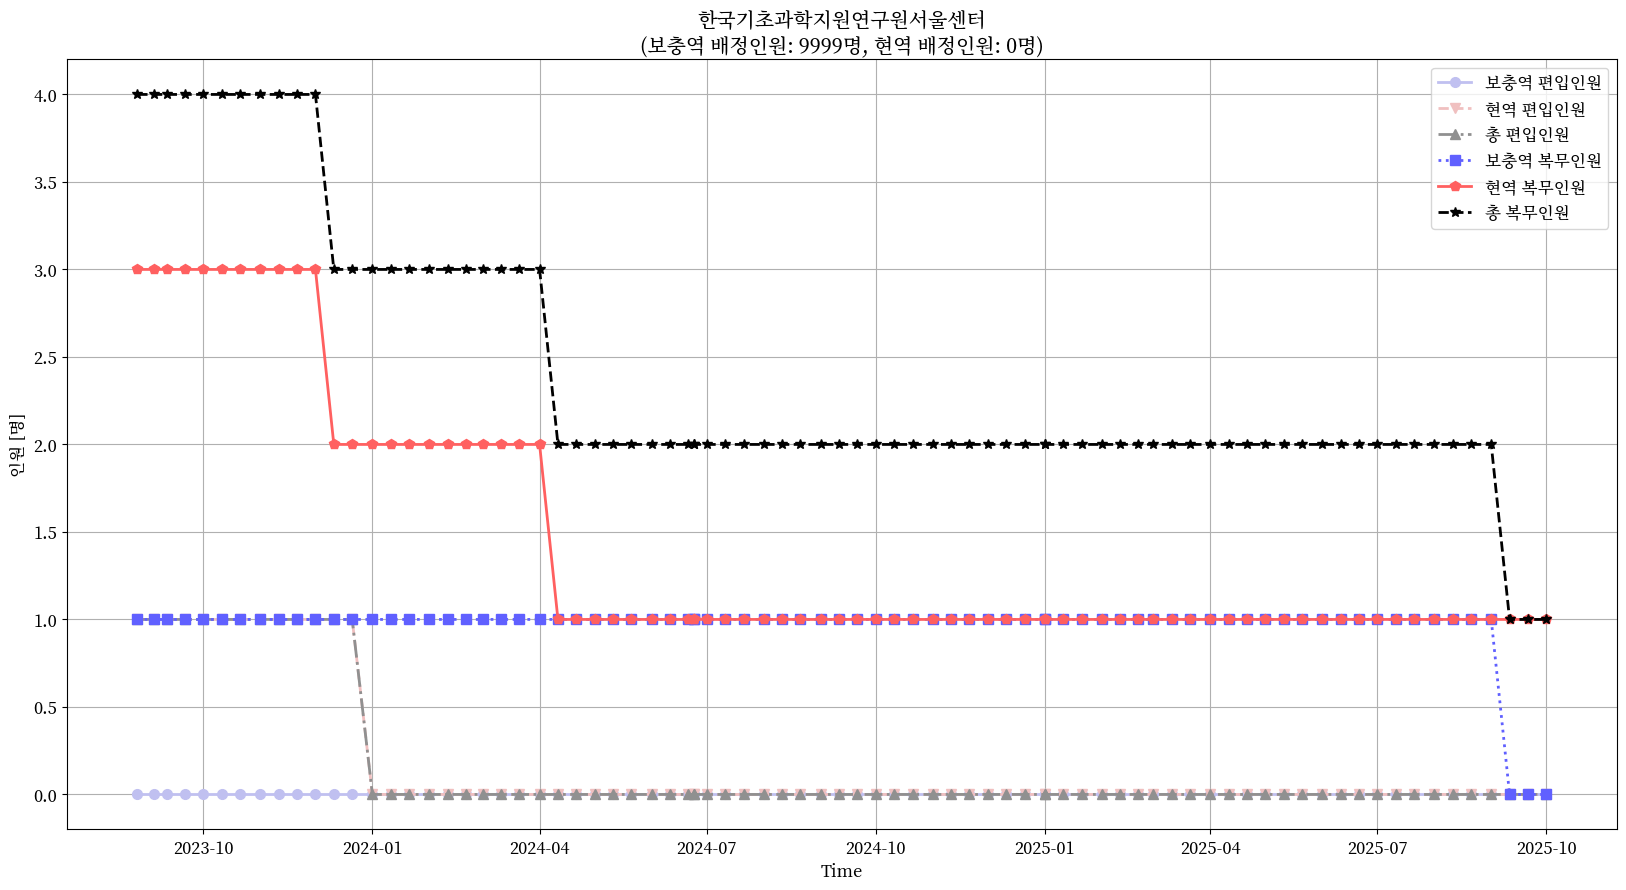 한국기초과학지원연구원서울센터
(보충역 배정인원: 9999명, 현역 배정인원: 0명)
보충역 편입인원
현역 편입인원
총 편입인원
보충역 복무인원
현역 복무인원
총 복무인원
인원 [명]
4.0
3.5
3.0
2.5
2.0
1.5
1.0
0.5
0.0
2023-10 2024-01 2024-04 2024-07 2024-10 2025-01 2025-04 2025-07 2025-10
Time